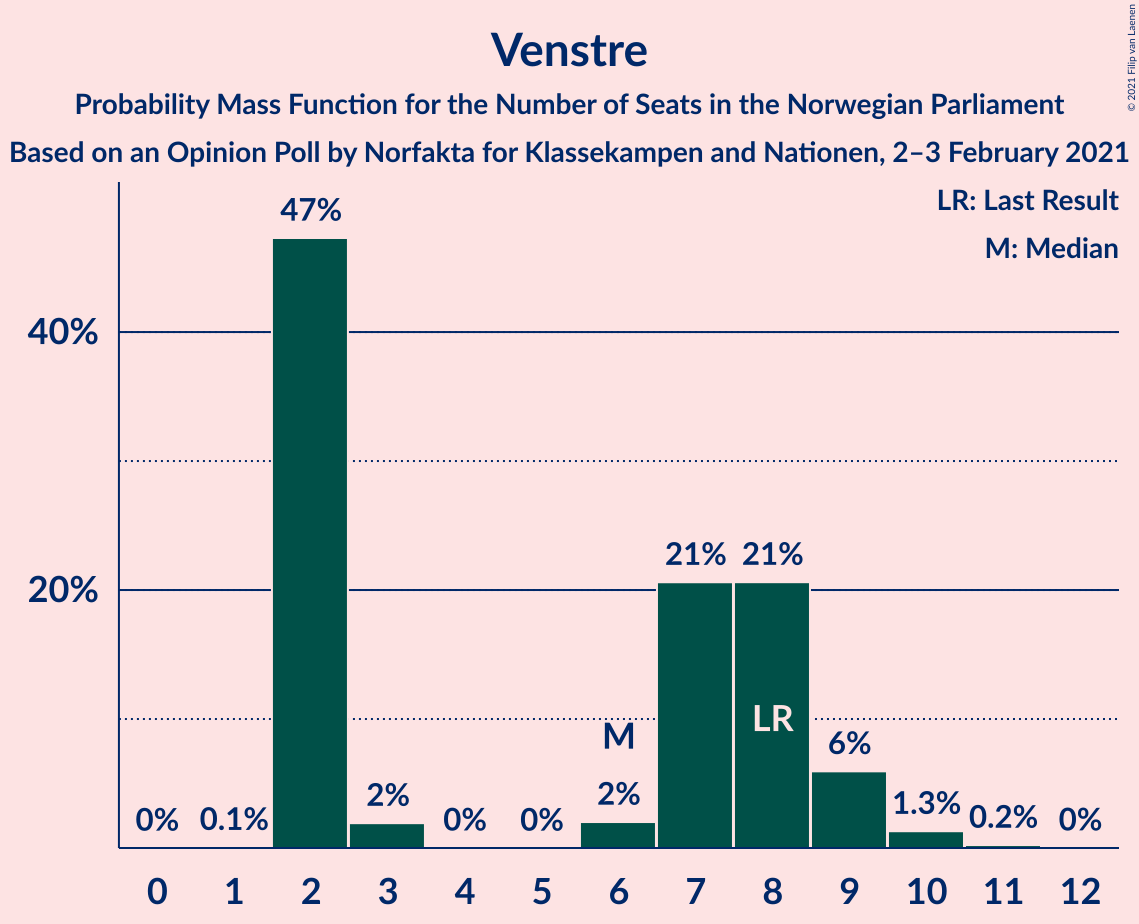 © 2021 Filip van Laenen
Venstre
Probability Mass Function for the Number of Seats in the Norwegian Parliament
Based on an Opinion Poll by Norfakta for Klassekampen and Nationen, 2–3 February 2021
LR: Last Result
M: Median
47%
40%
21% 21%
20%
LR
M
6%
2%
2%
1.3%
0% 0.1% 0% 0% 0.2% 0%
0 1 2 3 4 5 6 7 8 9 10 11 12